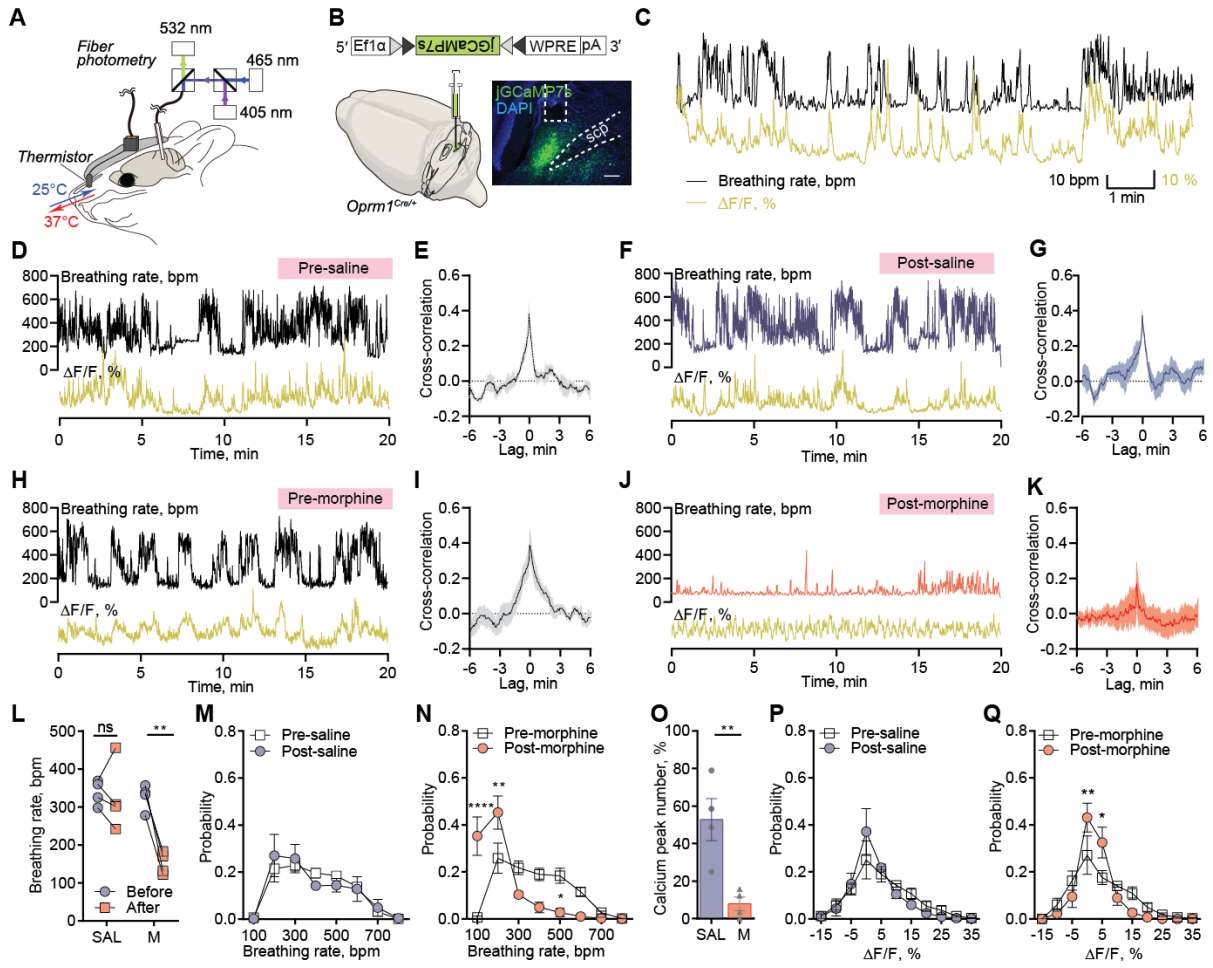 A
532 nm
Fiber
photometry
465 nm
405 nm
Thermistor
25°C
37°C
B
5′ Ef1α jGCaMP7s WPRE pA 3′
jGCaMP7s
DAPI
scp
Oprm1Cre/+
C
Breathing rate, bpm
ΔF/F, %
10 bpm 10 %
1 min
D
Pre-saline
Breathing rate, bpm
800
600
400
200
0
ΔF/F, %
0 5 10 15 20
Time, min
E
Cross-correlation
0.6
0.4
0.2
0.0
-0.2
-6 -3 0 3 6
Lag, min
F
Post-saline
Breathing rate, bpm
800
600
400
200
0
ΔF/F, %
0 5 10 15 20
Time, min
G
Cross-correlation
0.6
0.4
0.2
0.0
-0.2
-6 -3 0 3 6
Lag, min
H
Pre-morphine
Breathing rate, bpm
800
600
400
200
0
ΔF/F, %
0 5 10 15 20
Time, min
I
Cross-correlation
0.6
0.4
0.2
0.0
-0.2
-6 -3 0 3 6
Lag, min
J
Post-morphine
Breathing rate, bpm
800
600
400
200
0
ΔF/F, %
0 5 10 15 20
Time, min
K
Cross-correlation
0.6
0.4
0.2
0.0
-0.2
-6 -3 0 3 6
Lag, min
L
Breathing rate, bpm
500
400
300
200
100
0
ns
**
Before
After
SAL M
M
Pre-saline
Post-saline
Probability
0.8
0.6
0.4
0.2
0.0
100 300 500 700
Breathing rate, bpm
N
Pre-morphine
Post-morphine
Probability
0.8
0.6
0.4
0.2
0.0
****
**
*
100 300 500 700
Breathing rate, bpm
O
Calcium peak number, %
100
80
60
40
20
0
**
SAL M
P
Pre-saline
Post-saline
Probability
0.8
0.6
0.4
0.2
0.0
-15 -5 5 15 25 35
ΔF/F, %
Q
Pre-morphine
Post-morphine
Probability
0.8
0.6
0.4
0.2
0.0
**
*
-15 -5 5 15 25 35
ΔF/F, %